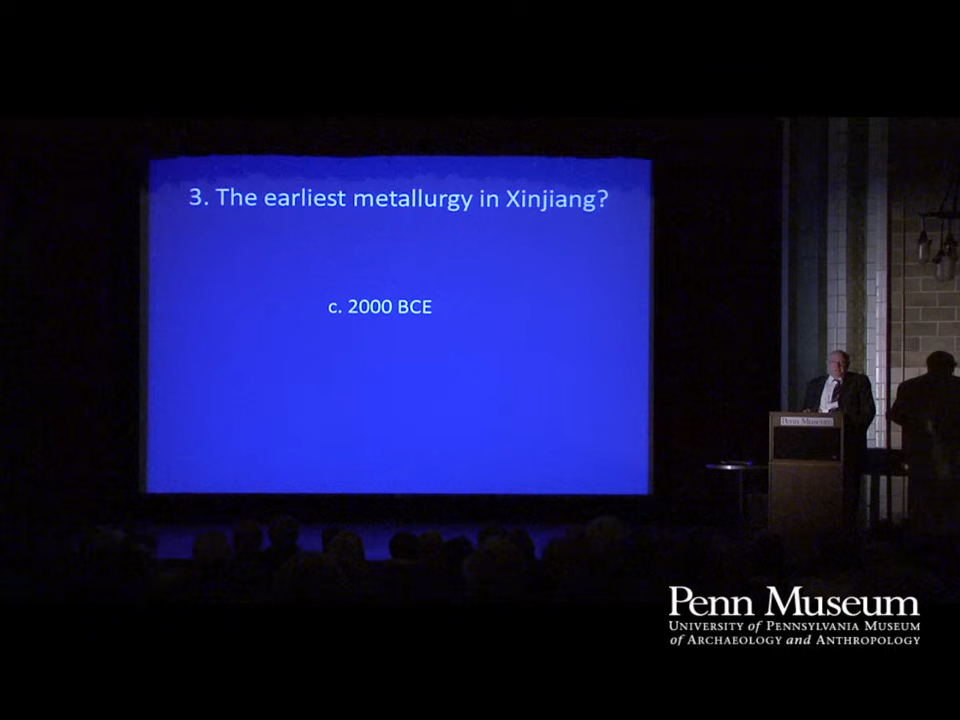 3. The earliest metallurgy in Xinjiang?
c. 2000 BCE
Penn Museum
Penn Museum
University of Pennsylvania Museum
of Archaeology and Anthropology